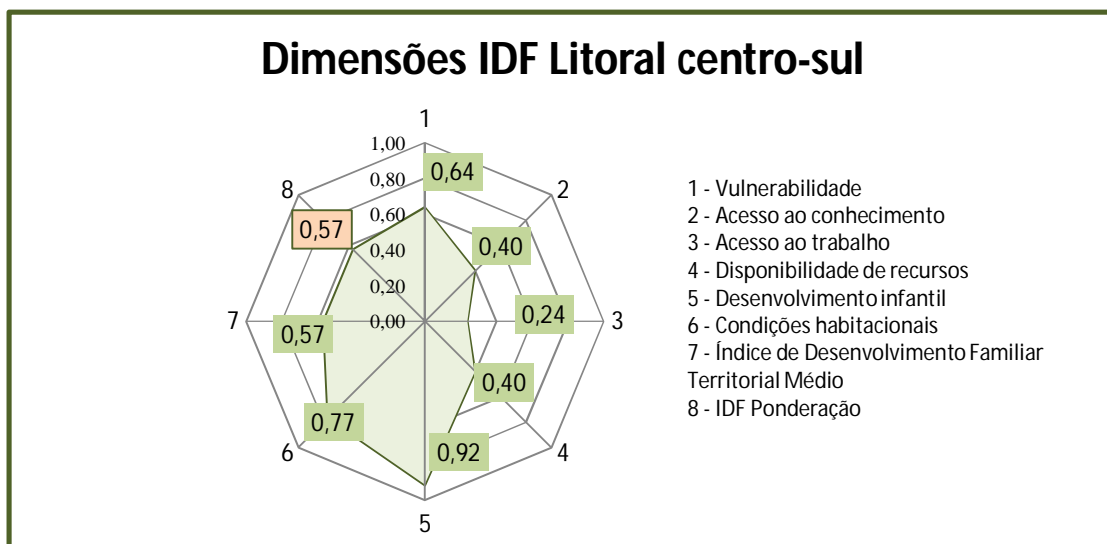 Dimensões IDF Litoral centro-sul
1
1,00
0,64
2
8
0,80
0,60
0,57
0,40
0,40
0,20
7
0,00
0,24
3
0,57
0,40
0,77
0,92
6
4
5
1 - Vulnerabilidade
2 - Acesso ao conhecimento
3 - Acesso ao trabalho
4 - Disponibilidade de recursos
5 - Desenvolvimento infantil
6 - Condições habitacionais
7 - Índice de Desenvolvimento Familiar
Territorial Médio
8 - IDF Ponderação